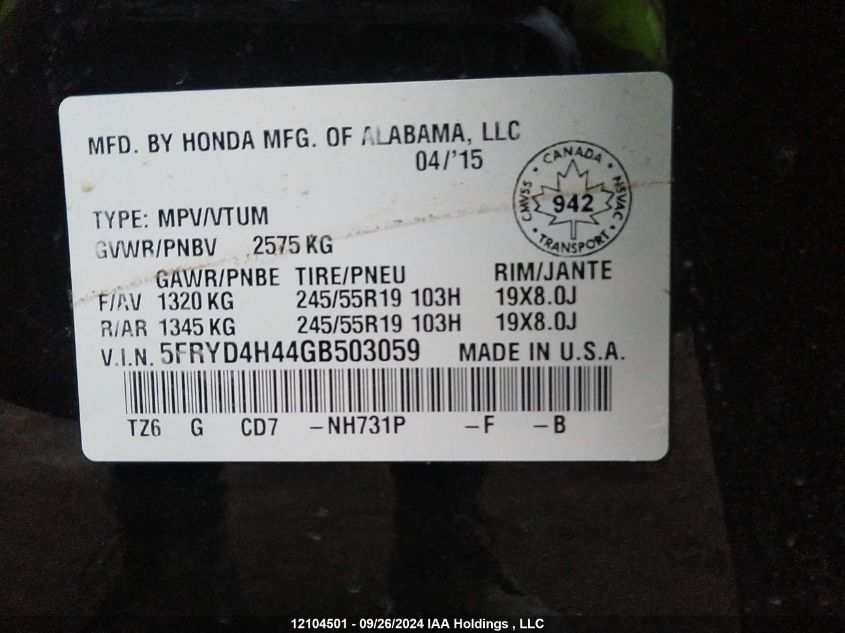 MFD. BY HONDA MFG. OF ALABAMA, LLC
04/'15
CANADA
CMVSS 942 NSVAC
TRANSPORT
TYPE: MPV/VTUM
GVWR/PNBV 2575 KG
GAWR/PNBE TIRE/PNEU RIM/JANTE
F/AV 1320 KG 245/55R19 103H 19X8.0J
R/AR 1345 KG 245/55R19 103H 19X8.0J
V.I.N. 5FRYD4H44GB503059 MADE IN U.S.A.
TZ6 G CD7 –NH731P –F –B
12104501 - 09/26/2024 IAA Holdings , LLC